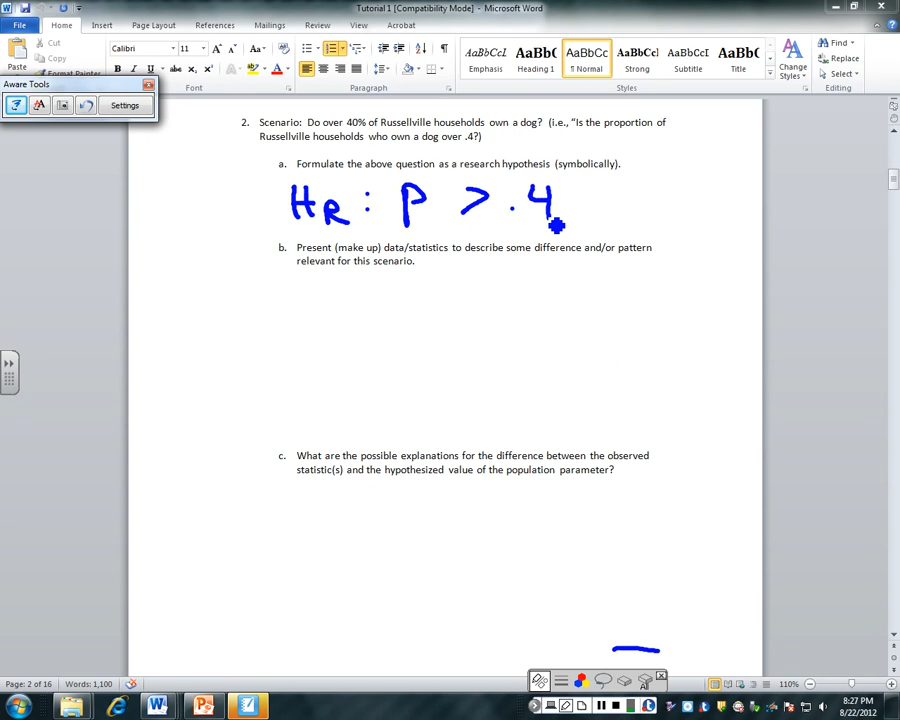 Tutorial 1 [Compatibility Mode] - Microsoft Word
File Home Insert Page Layout References Mailings Review View Acrobat
Cut
Copy
Format Painter
Paste
Calibri 11
Font
Paragraph
AaBbCcI Emphasis
AaBb( Heading 1
AaBbCc ¶ Normal
AaBbCc Strong
AaBbCcD Subtitle
AaBb( Title
Change Styles
Styles
Find
Replace
Select
Editing
Aware Tools
Settings
2. Scenario: Do over 40% of Russellville households own a dog? (i.e., “Is the proportion of
Russellville households who own a dog over .4?)
a. Formulate the above question as a research hypothesis (symbolically).
HR: P > .4
b. Present (make up) data/statistics to describe some difference and/or pattern
relevant for this scenario.
c. What are the possible explanations for the difference between the observed
statistic(s) and the hypothesized value of the population parameter?
Page: 2 of 16 Words: 1,100
110%
8:27 PM
8/22/2012